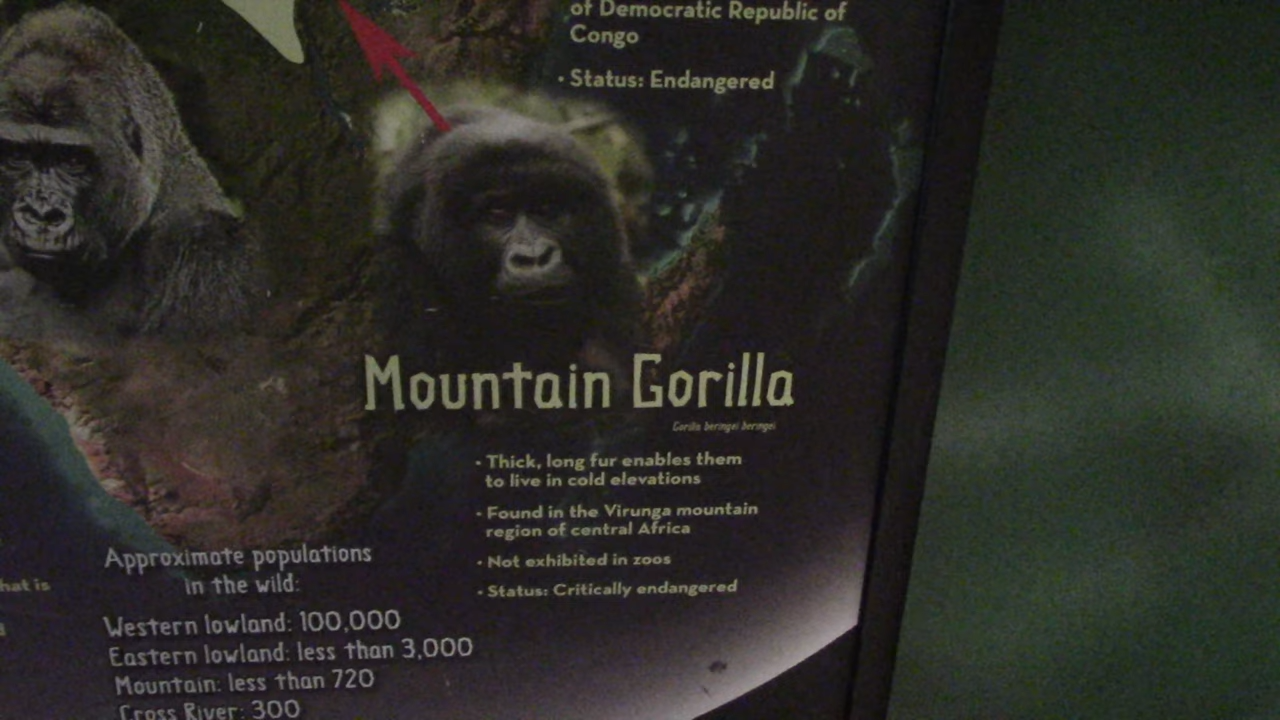 of Democratic Republic of
Congo
• Status: Endangered
Mountain Gorilla
Gorilla beringei beringei
• Thick, long fur enables them
to live in cold elevations
• Found in the Virunga mountain
region of central Africa
• Not exhibited in zoos
• Status: Critically endangered
hat is
Approximate populations
in the wild:
Western lowland: 100,000
Eastern lowland: less than 3,000
Mountain: less than 720
Cross River: 300